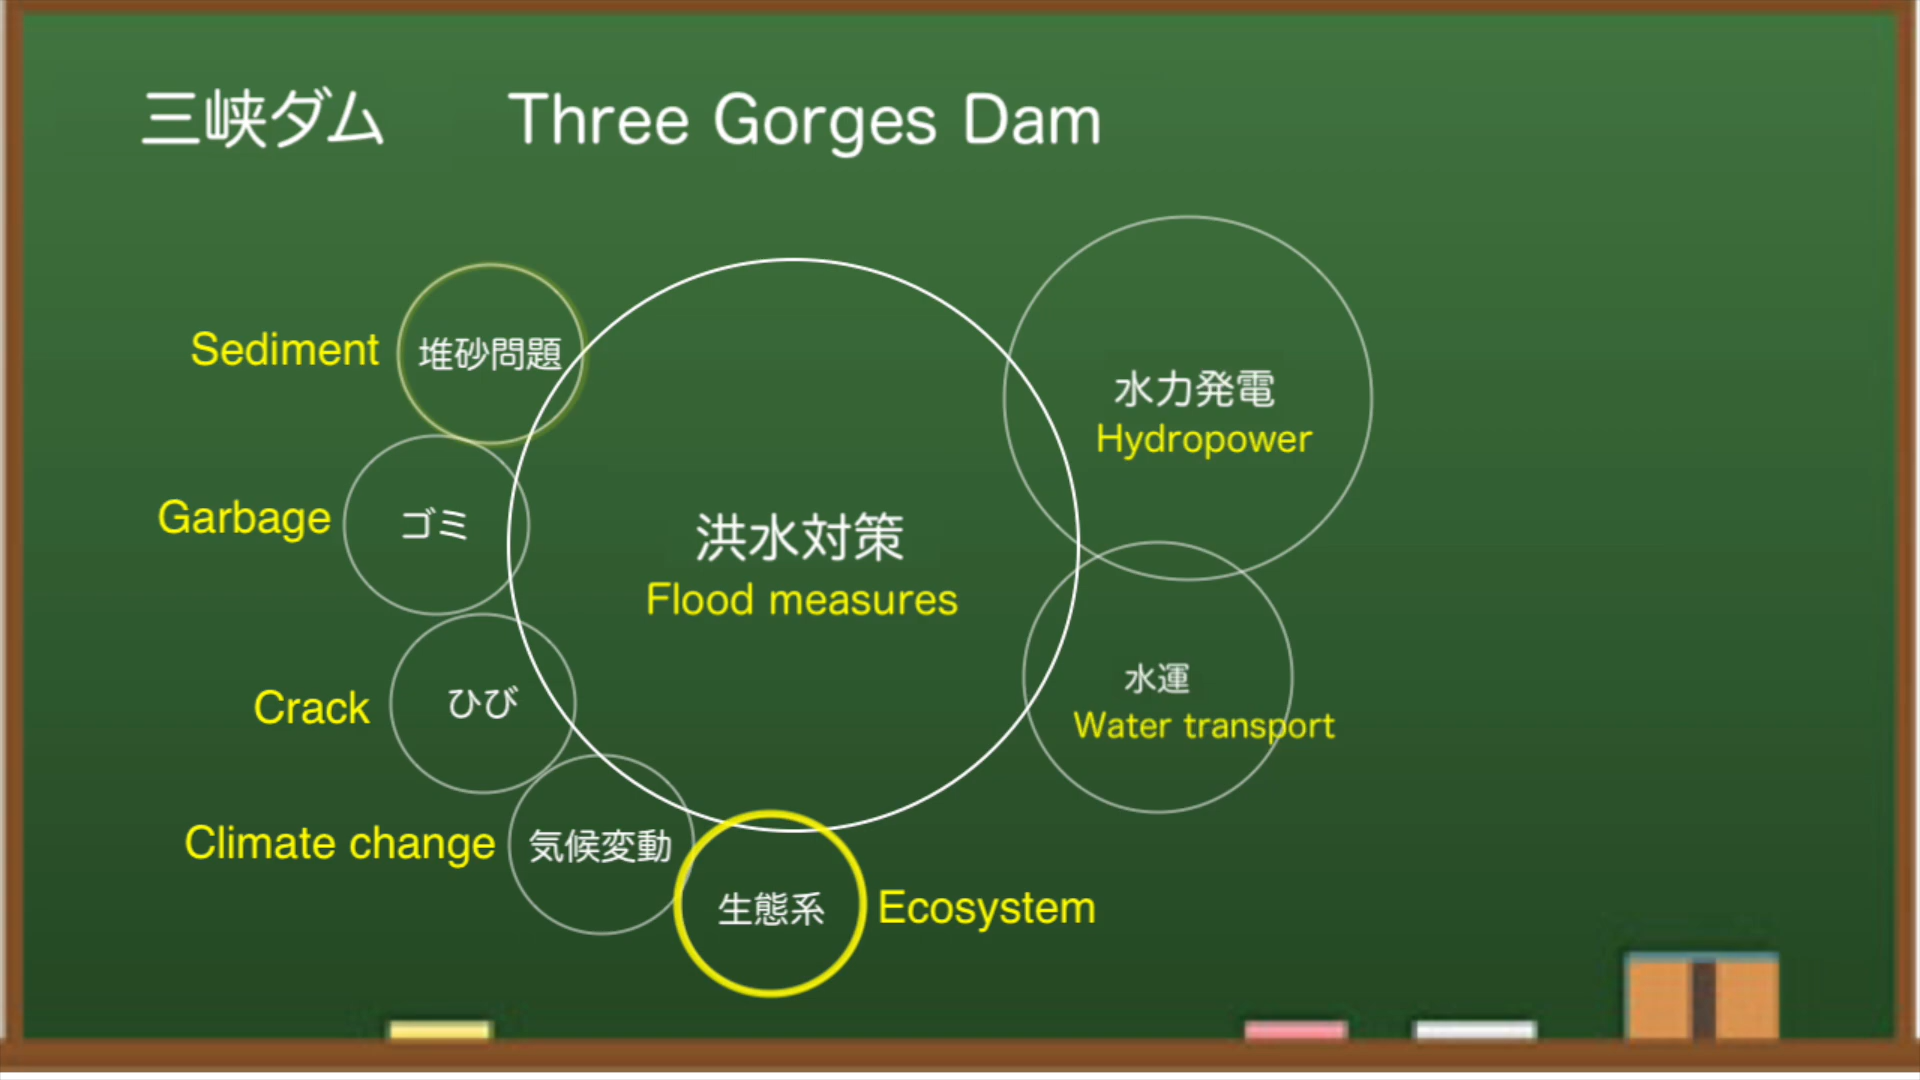 三峡ダム Three Gorges Dam
Sediment 堆砂問題
水力発電
Hydropower
Garbage ゴミ
洪水対策
Flood measures
Crack ひび
水運
Water transport
Climate change 気候変動
生態系 Ecosystem